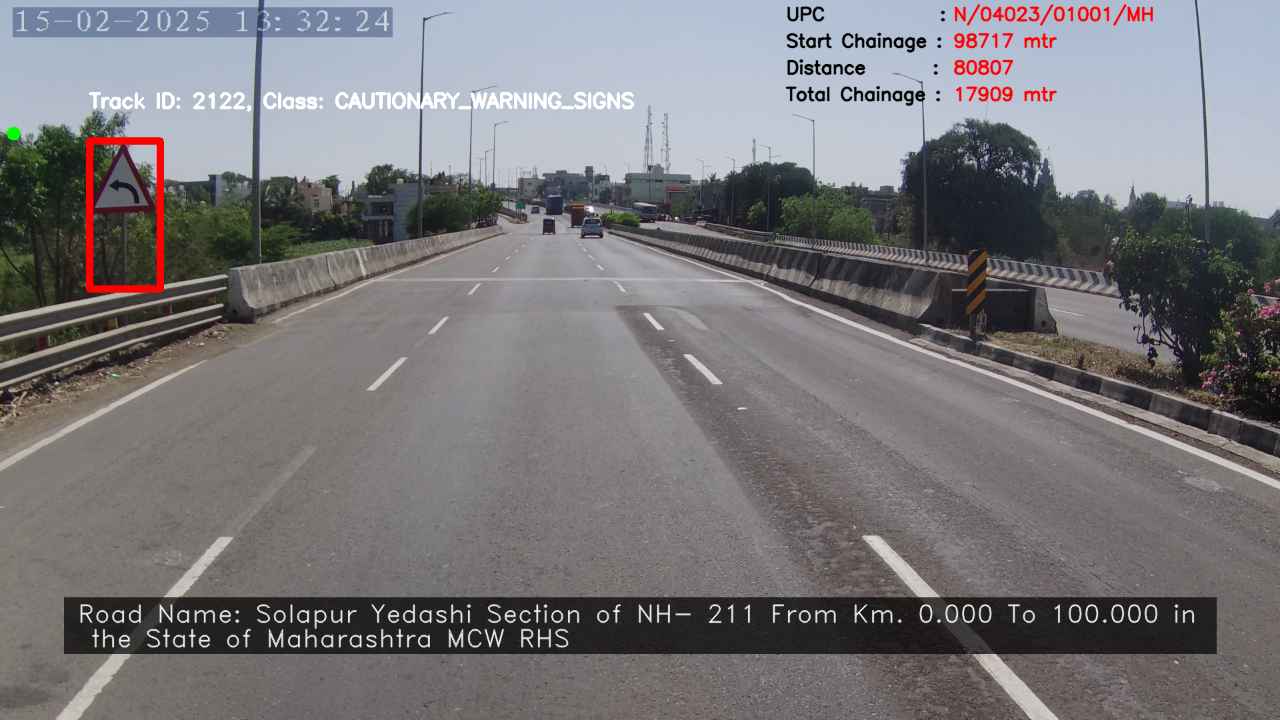 15-02-2025 13:32:24
UPC : N/04023/01001/MH
Start Chainage : 98717 mtr
Distance : 80807
Total Chainage : 17909 mtr
Track ID: 2122, Class: CAUTIONARY_WARNING_SIGNS
Road Name: Solapur Yedashi Section of NH- 211 From Km. 0.000 To 100.000 in
the State of Maharashtra MCW RHS